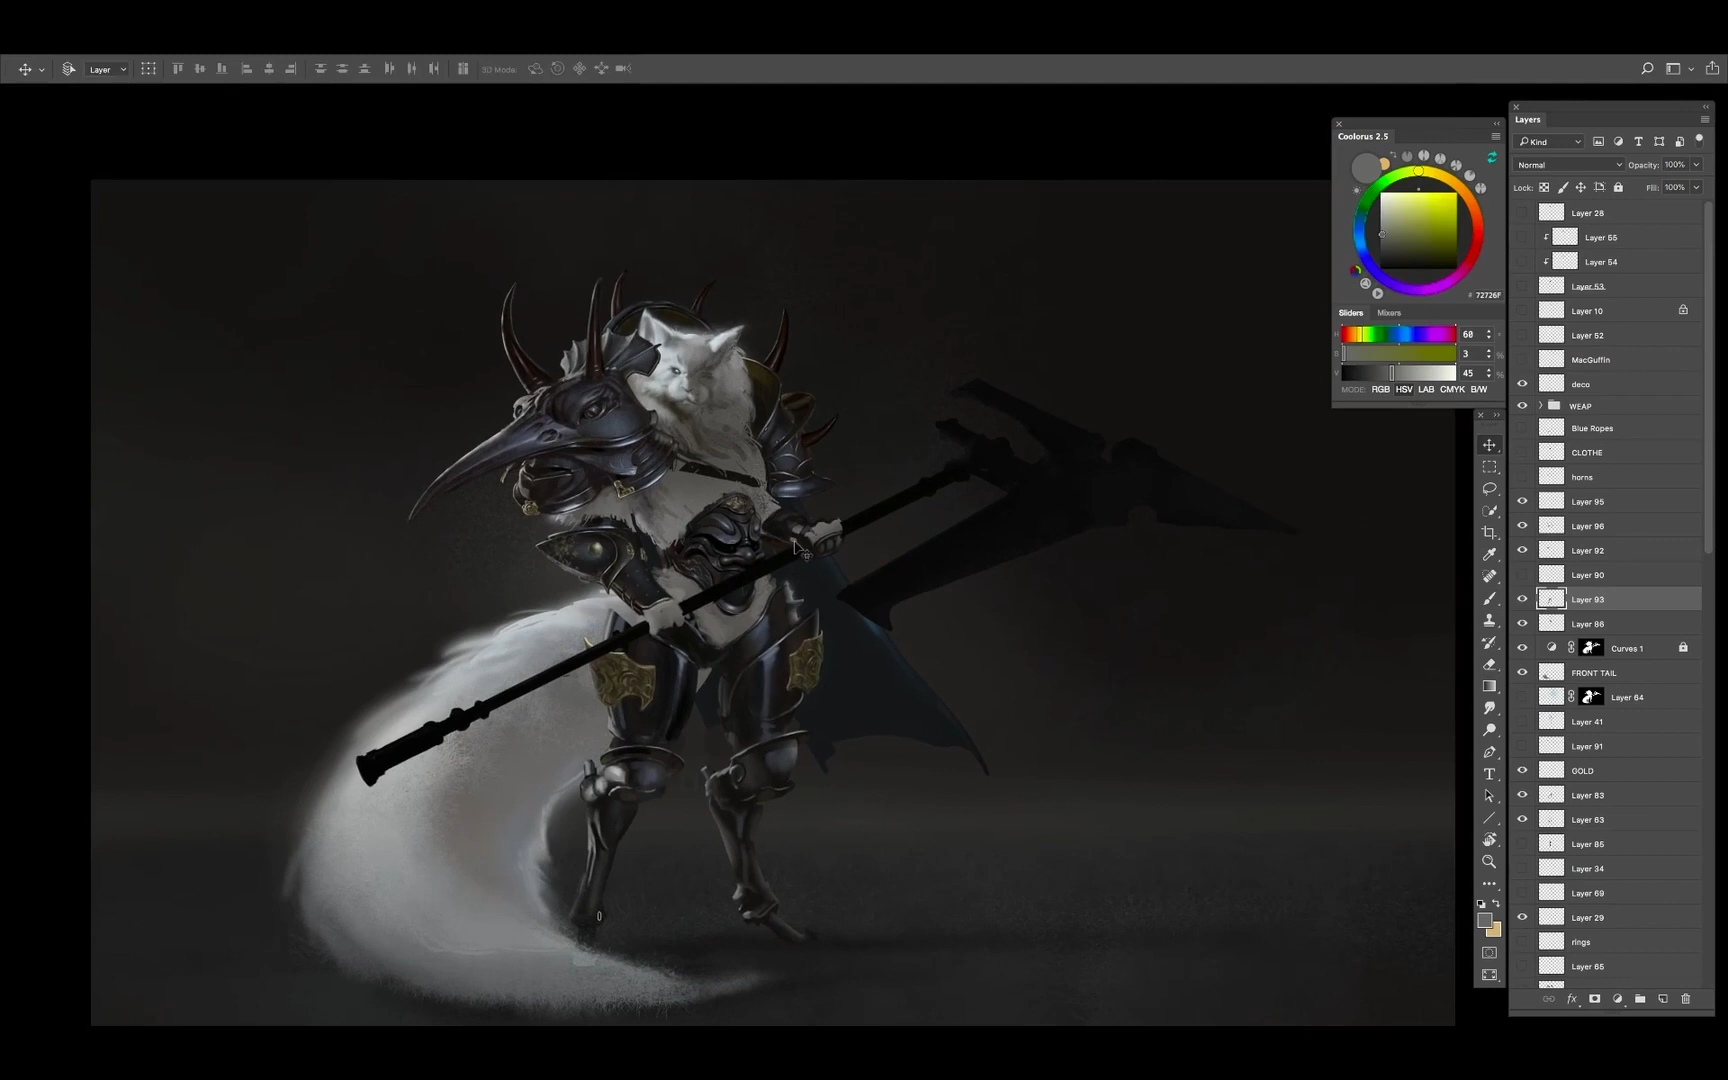 Layer
3D Mode:
Coolorus 2.5
# 72726F
Sliders
Mixers
H
60
°
3
%
V
45
%
MODE:
RGB
HSV
LAB
CMYK
B/W
Layers
Kind
Normal
Opacity: 100%
Lock:
Fill: 100%
Layer 28
Layer 55
Layer 54
Layer 53
Layer 10
Layer 52
MacGuffin
deco
WEAP
Blue Ropes
CLOTHE
horns
Layer 95
Layer 96
Layer 92
Layer 90
Layer 93
Layer 86
Curves 1
FRONT TAIL
Layer 64
Layer 41
Layer 91
GOLD
Layer 83
Layer 63
Layer 85
Layer 34
Layer 69
Layer 29
rings
Layer 65
fx